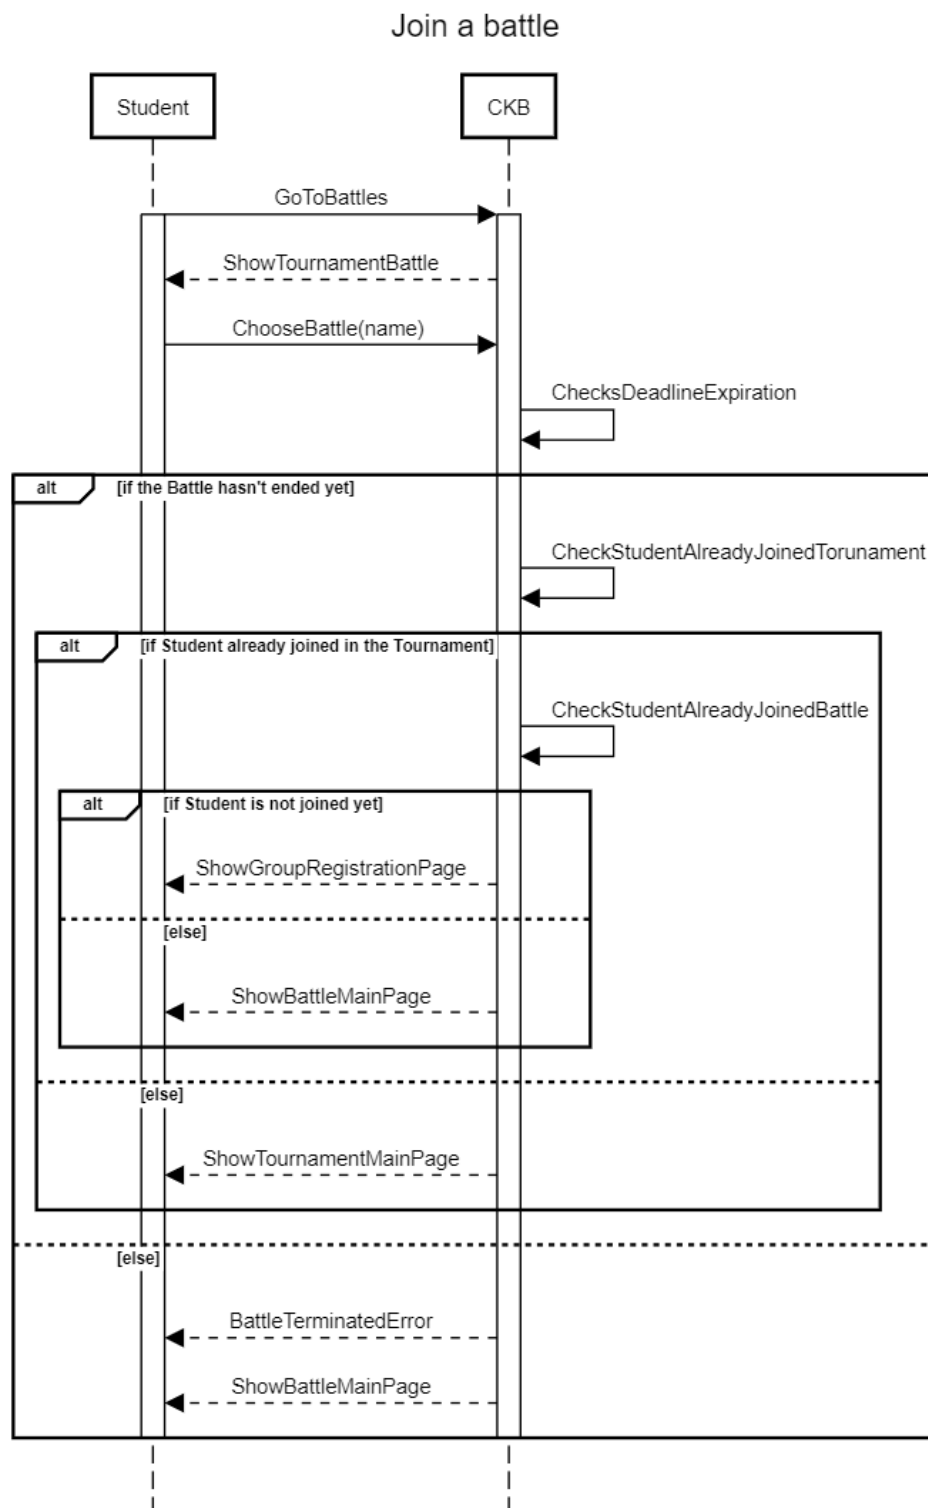 Join a battle
Student
CKB
GoToBattles
ShowTournamentBattle
ChooseBattle(name)
ChecksDeadlineExpiration
alt
[if the Battle hasn't ended yet]
CheckStudentAlreadyJoinedTorunament
alt
[if Student already joined in the Tournament]
CheckStudentAlreadyJoinedBattle
alt
[if Student is not joined yet]
ShowGroupRegistrationPage
[else]
ShowBattleMainPage
[else]
ShowTournamentMainPage
[else]
BattleTerminatedError
ShowBattleMainPage